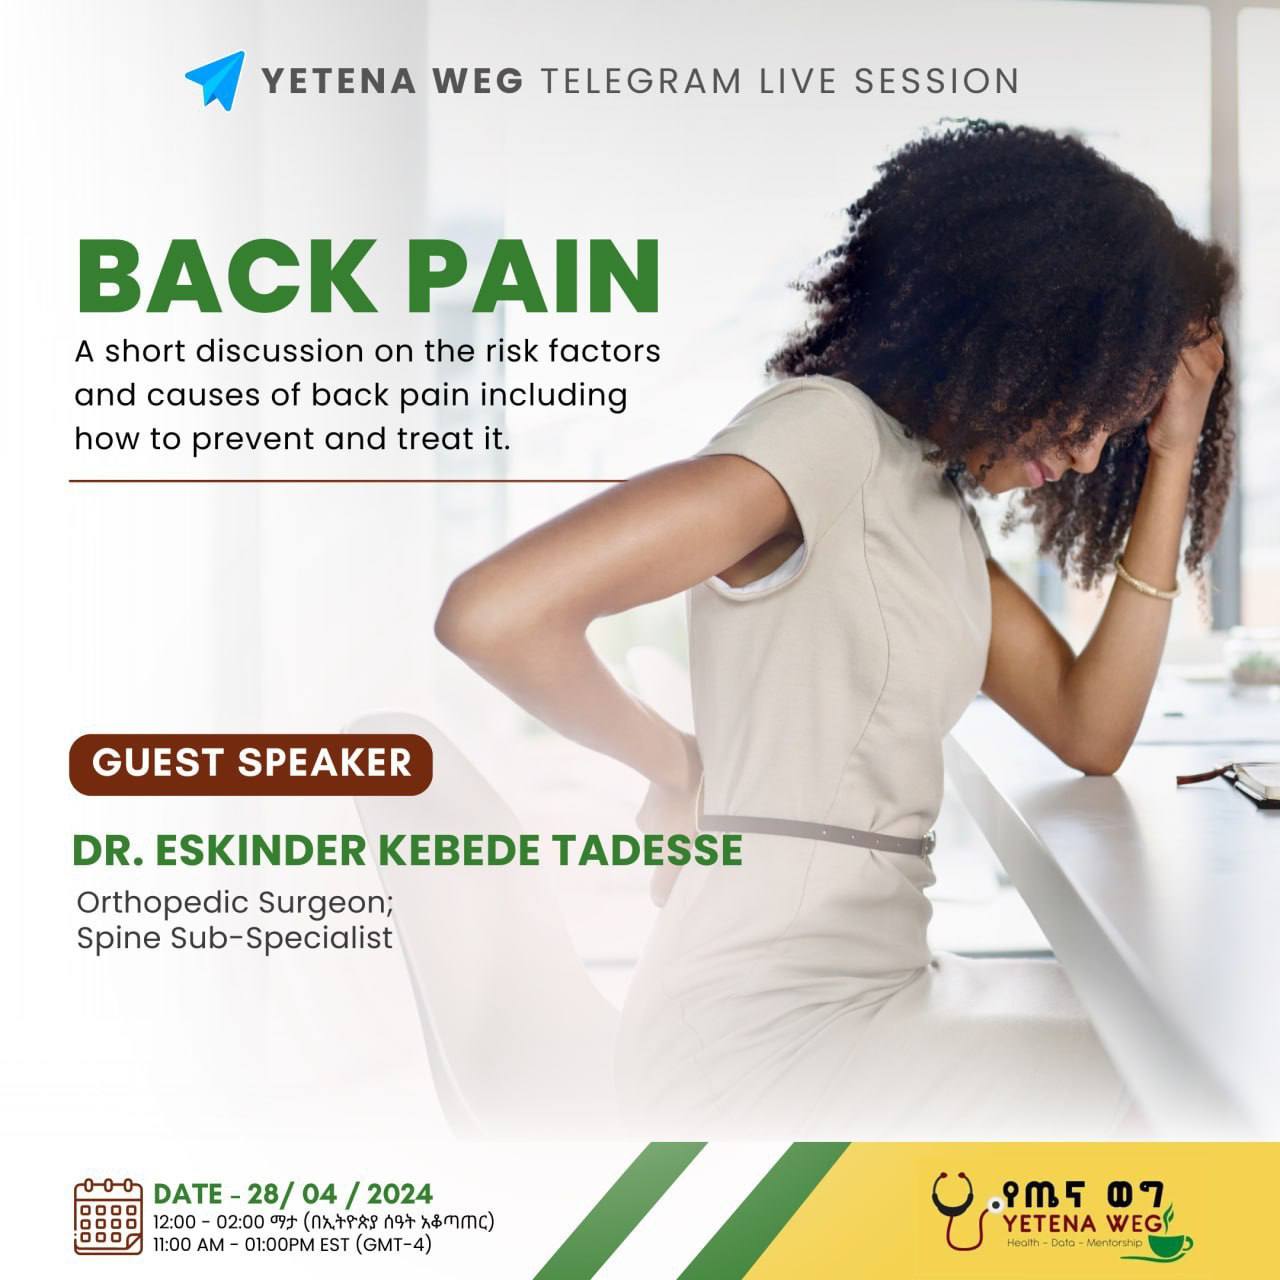 YETENA WEG TELEGRAM LIVE SESSION
BACK PAIN
A short discussion on the risk factors
and causes of back pain including
how to prevent and treat it.
GUEST SPEAKER
DR. ESKINDER KEBEDE TADESSE
Orthopedic Surgeon;
Spine Sub-Specialist
DATE - 28/ 04 / 2024
12:00 - 02:00 ማታ (በኢትዮጵያ ሰዓት አቆጣጠር)
11:00 AM - 01:00PM EST (GMT-4)
የጤና ወግ
YETENA WEG
Health - Data - Mentorship